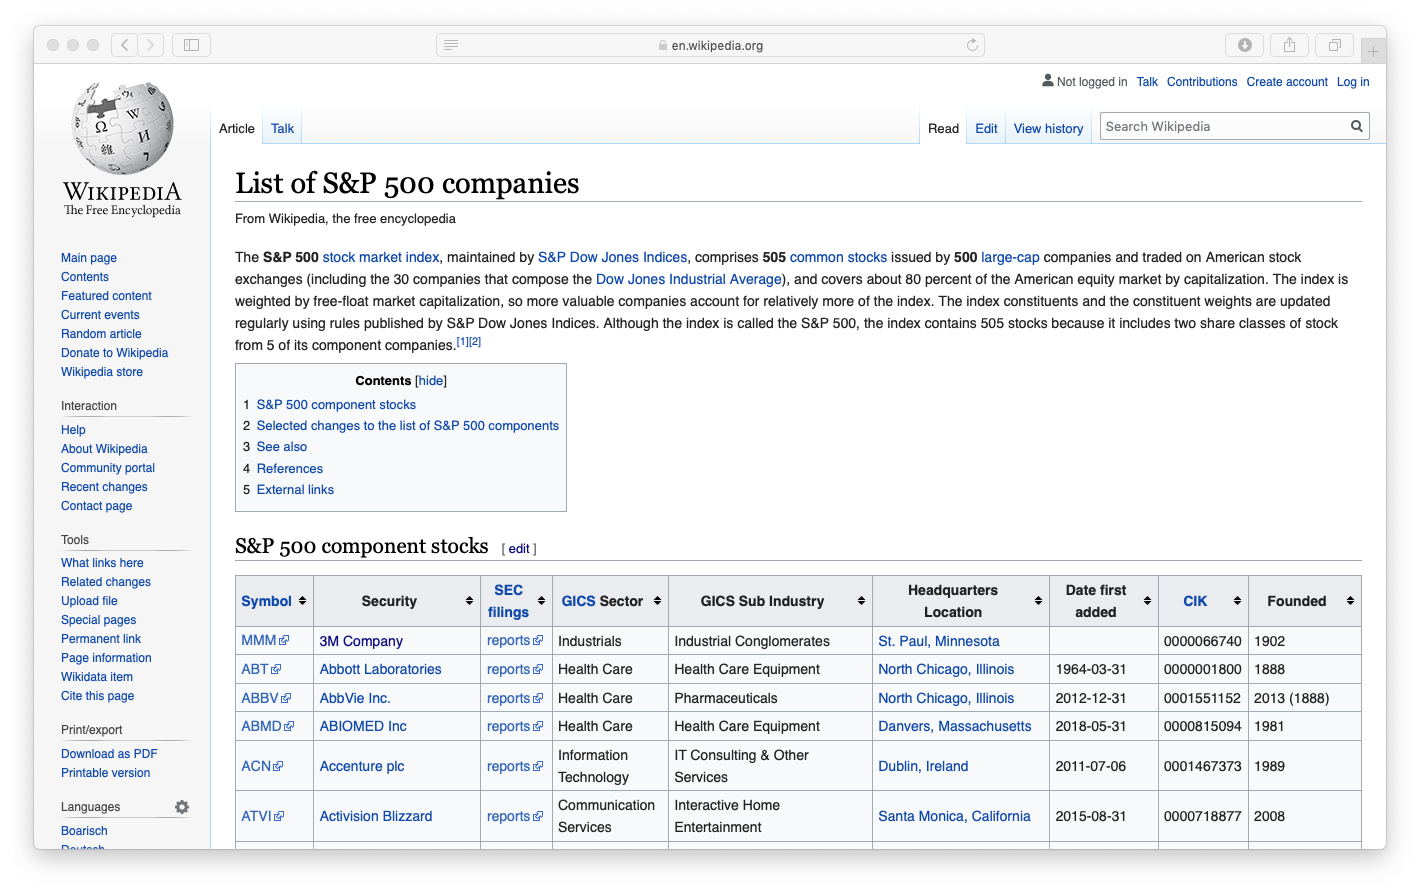 en.wikipedia.org
Not logged in Talk Contributions Create account Log in
Article Talk Read Edit View history Search Wikipedia
WIKIPEDIA
The Free Encyclopedia
Main page
Contents
Featured content
Current events
Random article
Donate to Wikipedia
Wikipedia store
Interaction
Help
About Wikipedia
Community portal
Recent changes
Contact page
Tools
What links here
Related changes
Upload file
Special pages
Permanent link
Page information
Wikidata item
Cite this page
Print/export
Download as PDF
Printable version
Languages
Boarisch
List of S&P 500 companies
From Wikipedia, the free encyclopedia
The S&P 500 stock market index, maintained by S&P Dow Jones Indices, comprises 505 common stocks issued by 500 large-cap companies and traded on American stock
exchanges (including the 30 companies that compose the Dow Jones Industrial Average), and covers about 80 percent of the American equity market by capitalization. The index is
weighted by free-float market capitalization, so more valuable companies account for relatively more of the index. The index constituents and the constituent weights are updated
regularly using rules published by S&P Dow Jones Indices. Although the index is called the S&P 500, the index contains 505 stocks because it includes two share classes of stock
from 5 of its component companies.[1][2]
Contents [hide]
1 S&P 500 component stocks
2 Selected changes to the list of S&P 500 components
3 See also
4 References
5 External links
S&P 500 component stocks [ edit ]
Symbol Security SEC filings GICS Sector GICS Sub Industry Headquarters Location Date first added CIK Founded
MMM 3M Company reports Industrials Industrial Conglomerates St. Paul, Minnesota 0000066740 1902
ABT Abbott Laboratories reports Health Care Health Care Equipment North Chicago, Illinois 1964-03-31 0000001800 1888
ABBV AbbVie Inc. reports Health Care Pharmaceuticals North Chicago, Illinois 2012-12-31 0001551152 2013 (1888)
ABMD ABIOMED Inc reports Health Care Health Care Equipment Danvers, Massachusetts 2018-05-31 0000815094 1981
ACN Accenture plc reports Information Technology IT Consulting & Other Services Dublin, Ireland 2011-07-06 0001467373 1989
ATVI Activision Blizzard reports Communication Services Interactive Home Entertainment Santa Monica, California 2015-08-31 0000718877 2008